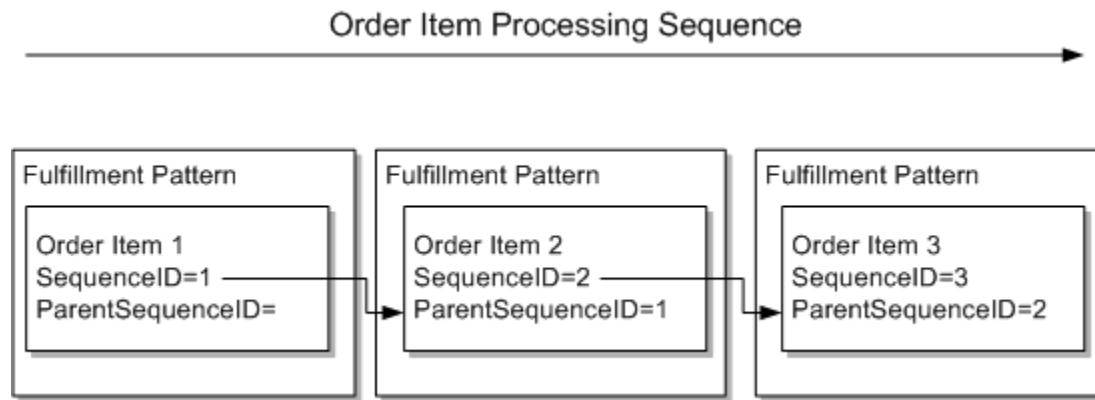 Order Item Processing Sequence
Fulfillment Pattern
Order Item 1
SequenceID=1
ParentSequenceID=
Fulfillment Pattern
Order Item 2
SequenceID=2
ParentSequenceID=1
Fulfillment Pattern
Order Item 3
SequenceID=3
ParentSequenceID=2